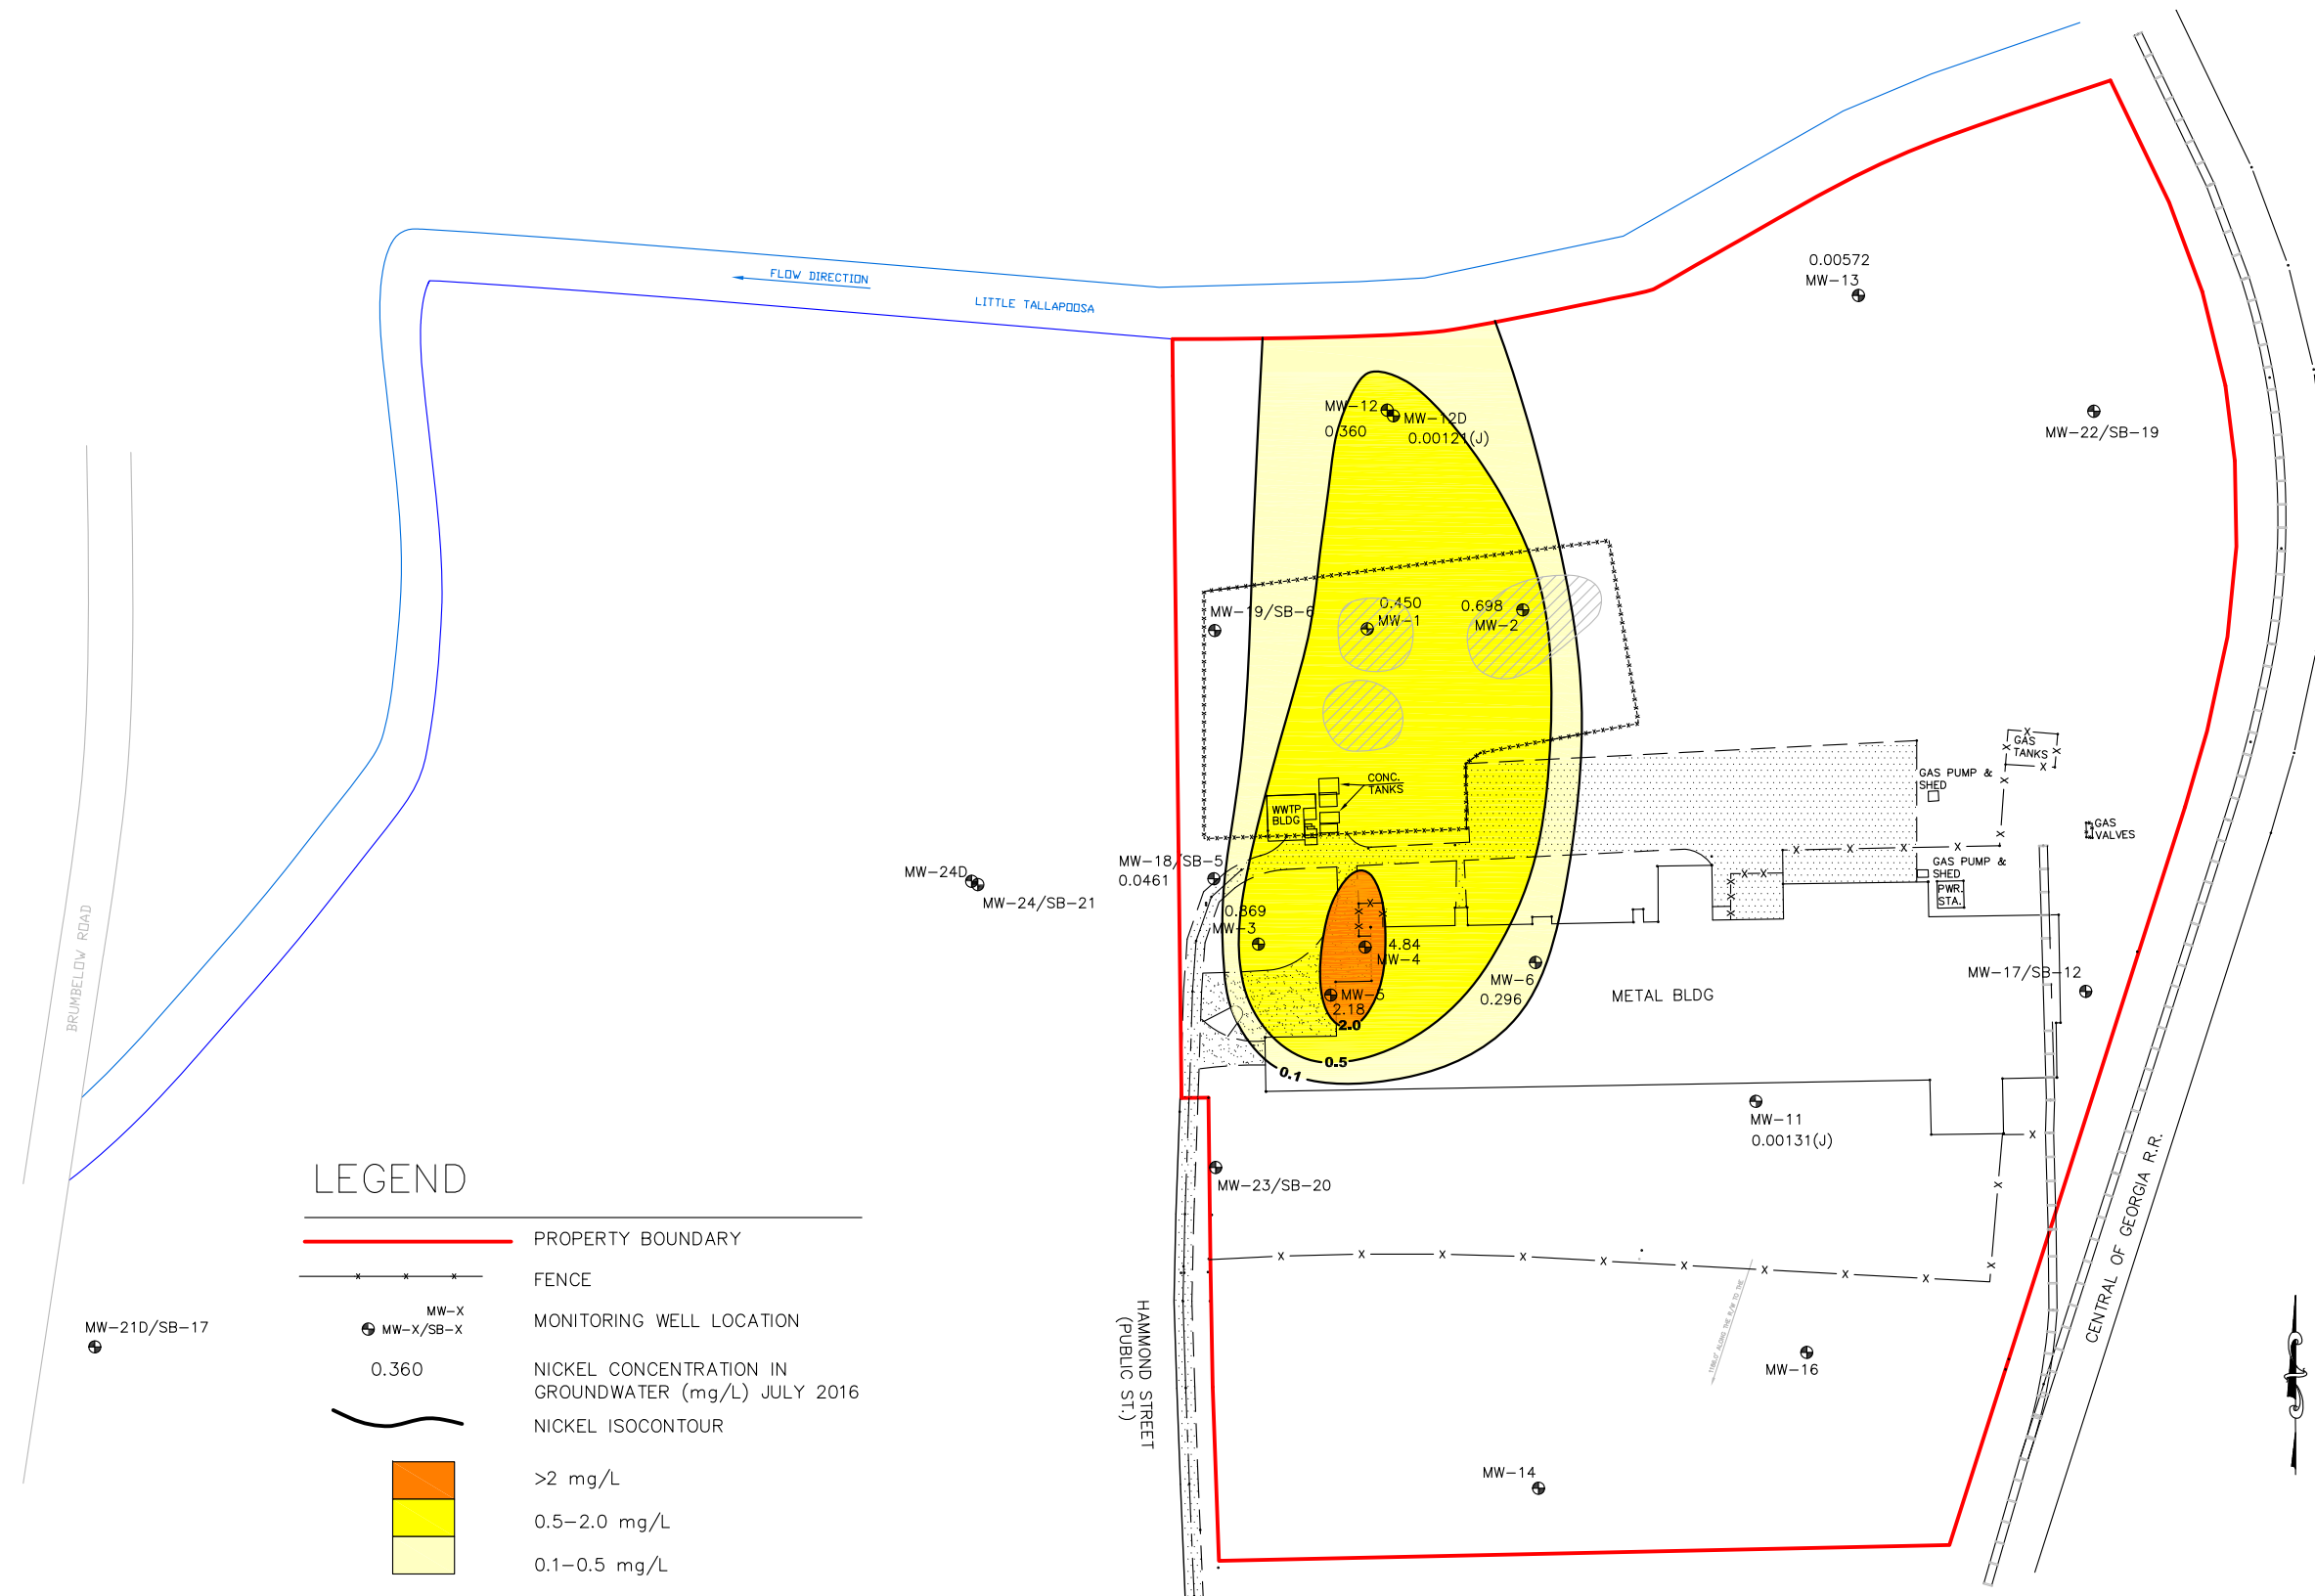 0.00572
MW-13
FLOW DIRECTION
LITTLE TALLAPOOSA
MW-12
MW-12D
0.360
0.00121(J)
MW-22/SB-19
MW-19/SB-6
0.450
MW-1
0.698
MW-2
CONC.
TANKS
WWTP
BLDG
GAS
TANKS
GAS PUMP &
SHED
GAS
VALVES
GAS PUMP &
SHED
PWR.
STA.
MW-18/SB-5
0.0461
MW-24D
MW-24/SB-21
0.869
MW-3
4.84
MW-4
MW-5
2.18
2.0
0.5
0.1
MW-6
0.296
METAL BLDG
MW-17/SB-12
BRUMBELOW ROAD
MW-11
0.00131(J)
MW-23/SB-20
CENTRAL OF GEORGIA R.R.
HAMMOND STREET
(PUBLIC ST.)
MW-16
MW-14
MW-21D/SB-17
LEGEND
PROPERTY BOUNDARY
FENCE
MW-X
MW-X/SB-X
MONITORING WELL LOCATION
0.360
NICKEL CONCENTRATION IN
GROUNDWATER (mg/L) JULY 2016
NICKEL ISOCONTOUR
>2 mg/L
0.5-2.0 mg/L
0.1-0.5 mg/L